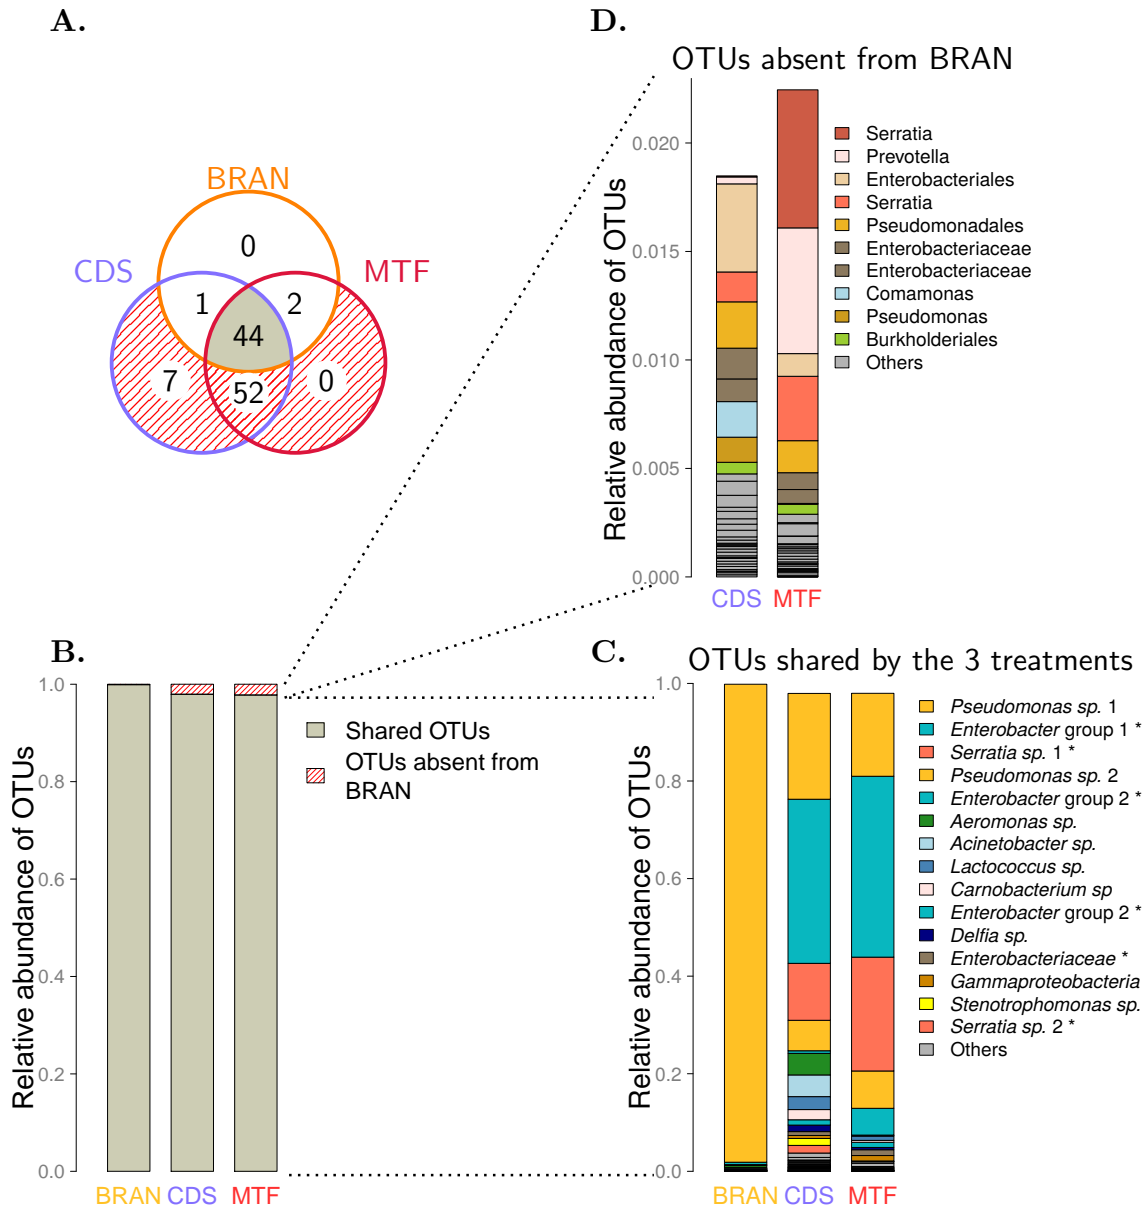 A.
BRAN
CDS
MTF
0
1
2
44
7
52
0
D.
OTUs absent from BRAN
Relative abundance of OTUs
0.020
0.015
0.010
0.005
0.000
CDS
MTF
Serratia
Prevotella
Enterobacteriales
Serratia
Pseudomonadales
Enterobacteriaceae
Enterobacteriaceae
Comamonas
Pseudomonas
Burkholderiales
Others
B.
Relative abundance of OTUs
1.0
0.8
0.6
0.4
0.2
0.0
BRAN
CDS
MTF
Shared OTUs
OTUs absent from
BRAN
C.
OTUs shared by the 3 treatments
Relative abundance of OTUs
1.0
0.8
0.6
0.4
0.2
0.0
BRAN
CDS
MTF
Pseudomonas sp. 1
Enterobacter group 1 *
Serratia sp. 1 *
Pseudomonas sp. 2
Enterobacter group 2 *
Aeromonas sp.
Acinetobacter sp.
Lactococcus sp.
Carnobacterium sp
Enterobacter group 2 *
Delfia sp.
Enterobacteriaceae *
Gammaproteobacteria
Stenotrophomonas sp.
Serratia sp. 2 *
Others